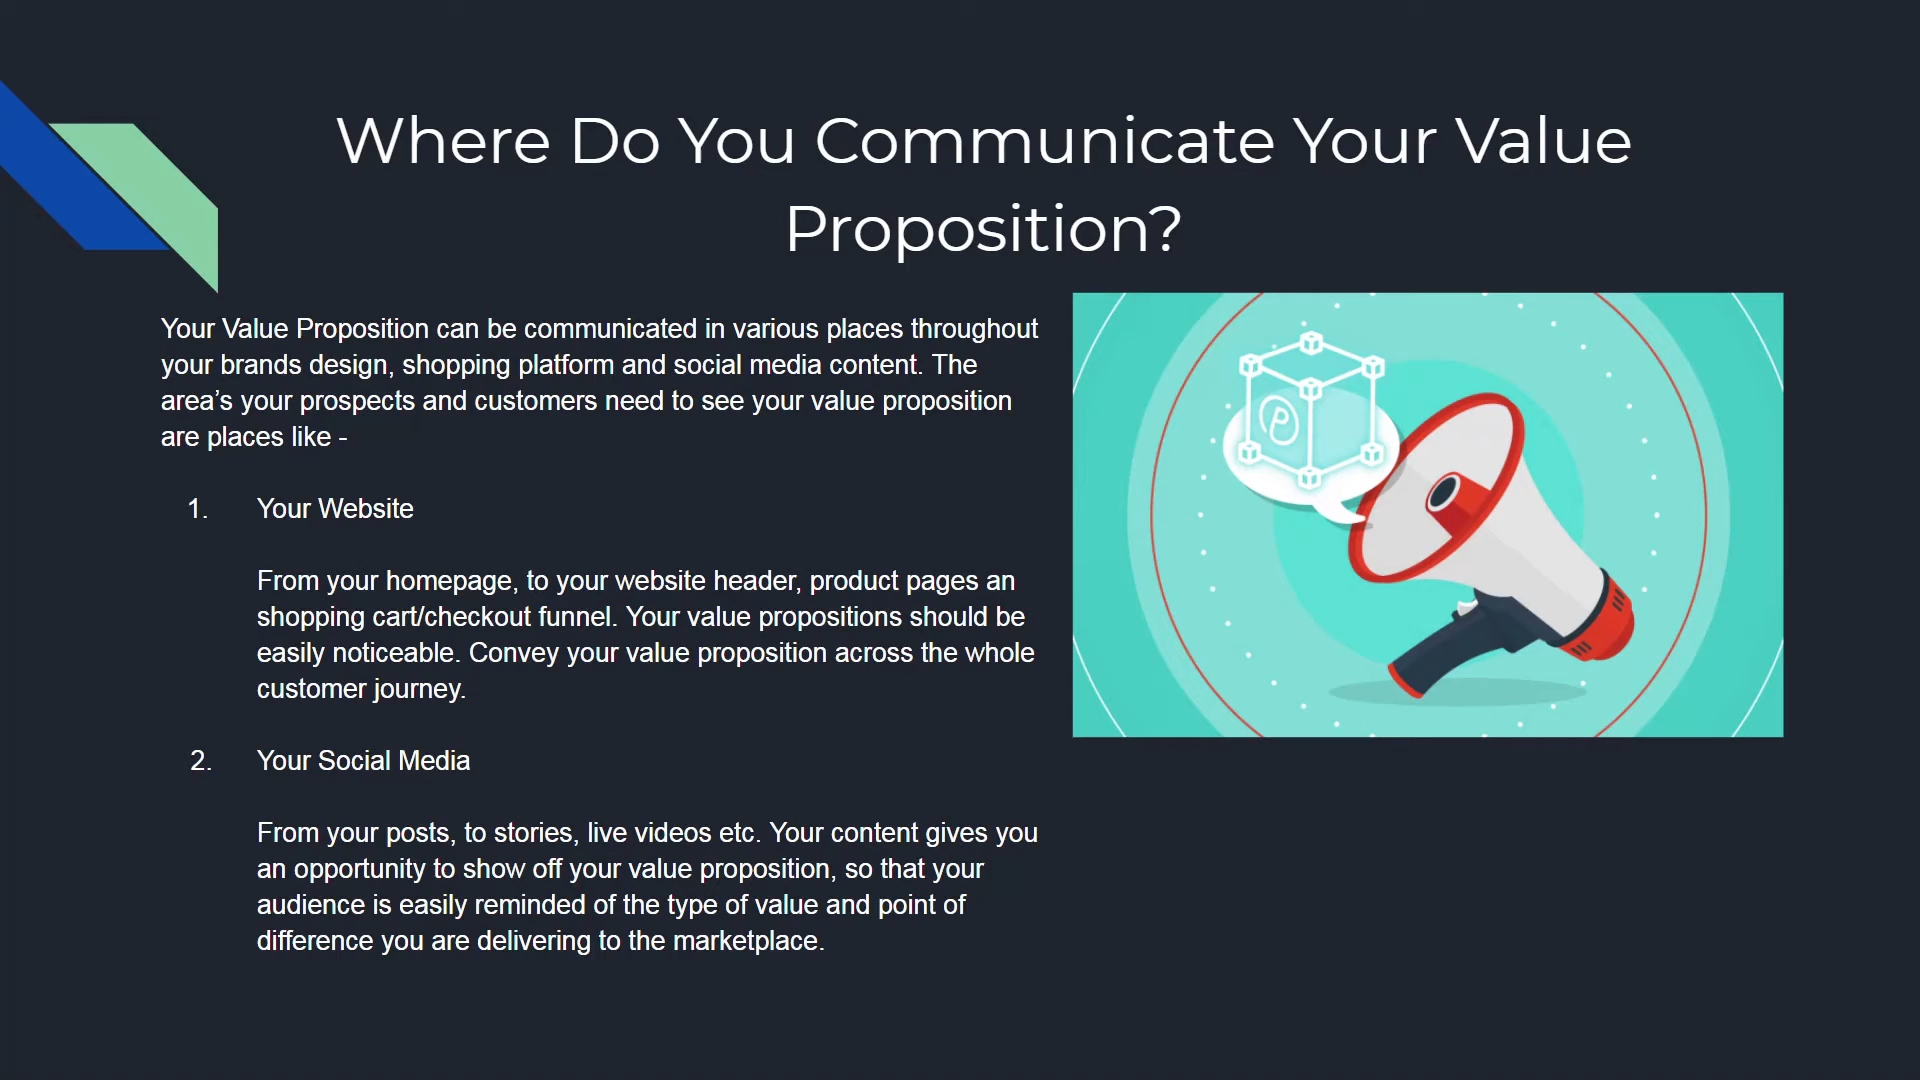 Where Do You Communicate Your Value
Proposition?
Your Value Proposition can be communicated in various places throughout
your brands design, shopping platform and social media content. The
area’s your prospects and customers need to see your value proposition
are places like -
1. Your Website
From your homepage, to your website header, product pages an
shopping cart/checkout funnel. Your value propositions should be
easily noticeable. Convey your value proposition across the whole
customer journey.
2. Your Social Media
From your posts, to stories, live videos etc. Your content gives you
an opportunity to show off your value proposition, so that your
audience is easily reminded of the type of value and point of
difference you are delivering to the marketplace.